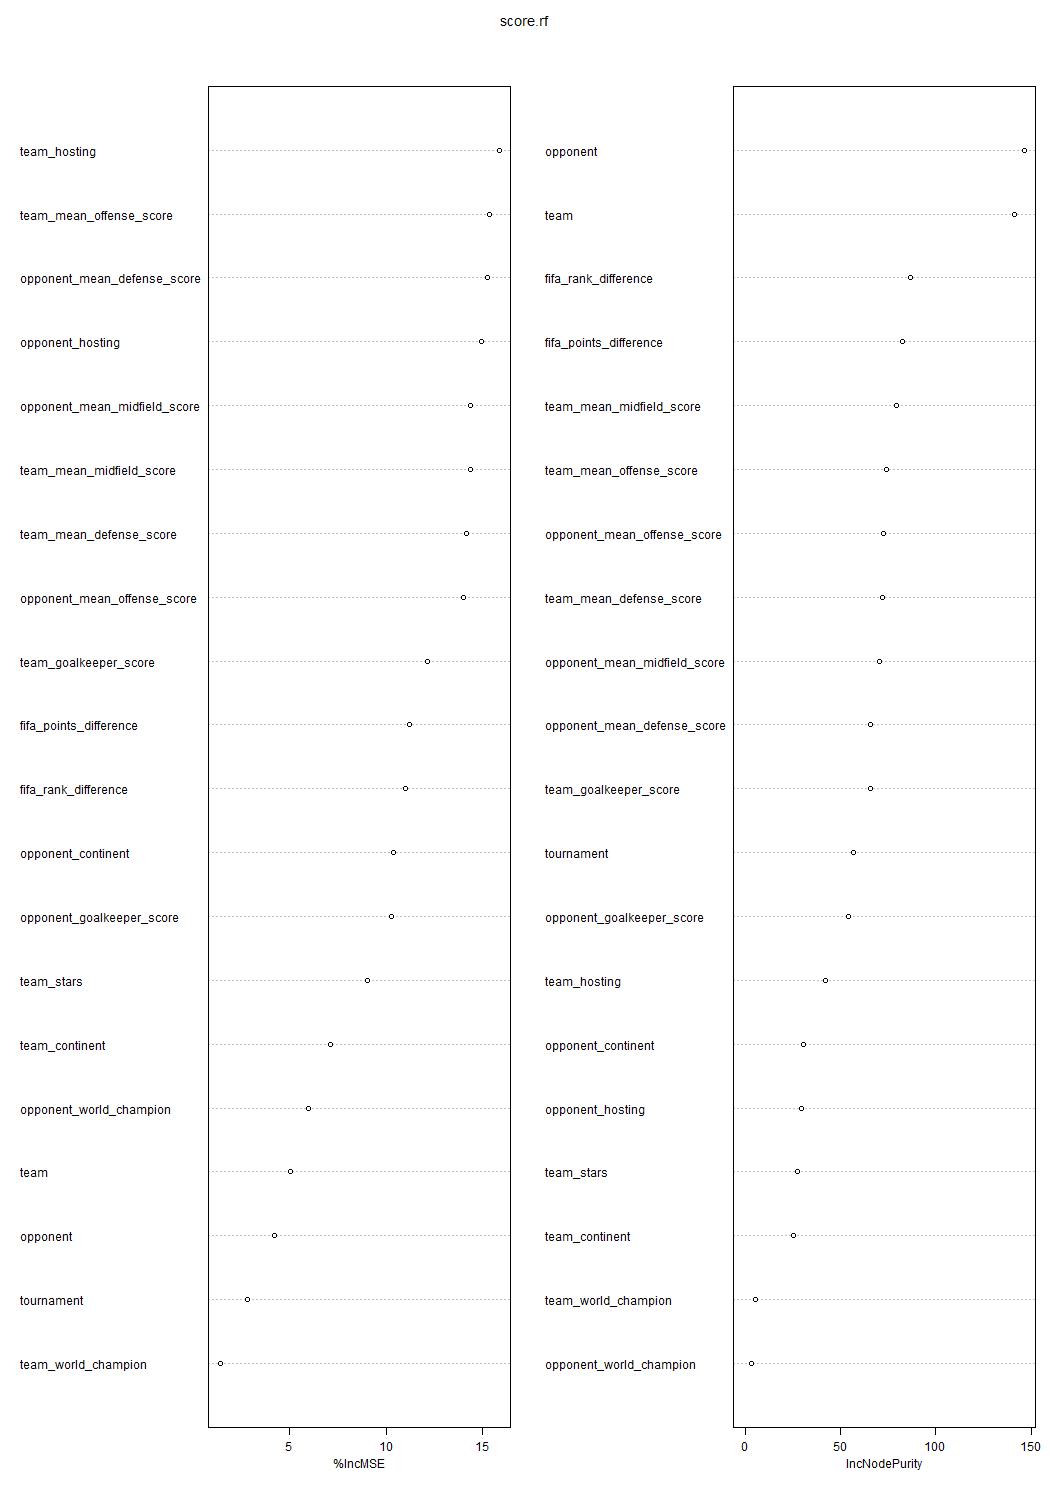 score.rf
team_hosting
team_mean_offense_score
opponent_mean_defense_score
opponent_hosting
opponent_mean_midfield_score
team_mean_midfield_score
team_mean_defense_score
opponent_mean_offense_score
team_goalkeeper_score
fifa_points_difference
fifa_rank_difference
opponent_continent
opponent_goalkeeper_score
team_stars
team_continent
opponent_world_champion
team
opponent
tournament
team_world_champion
5 10 15
%IncMSE
opponent
team
fifa_rank_difference
fifa_points_difference
team_mean_midfield_score
team_mean_offense_score
opponent_mean_offense_score
team_mean_defense_score
opponent_mean_midfield_score
opponent_mean_defense_score
team_goalkeeper_score
tournament
opponent_goalkeeper_score
team_hosting
opponent_continent
opponent_hosting
team_stars
team_continent
team_world_champion
opponent_world_champion
0 50 100 150
IncNodePurity